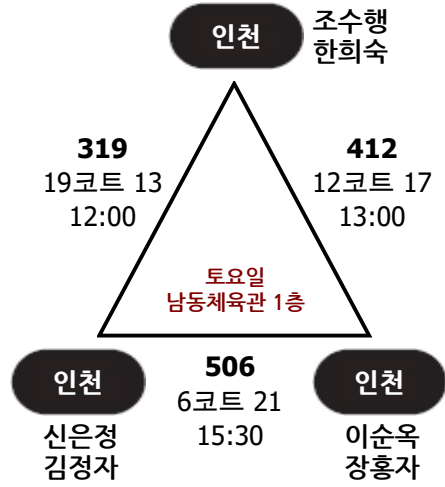 인천
조수행
한희숙
319
19코트 13
12:00
412
12코트 17
13:00
토요일
남동체육관 1층
인천
신은정
김정자
506
6코트 21
15:30
인천
이순옥
장홍자